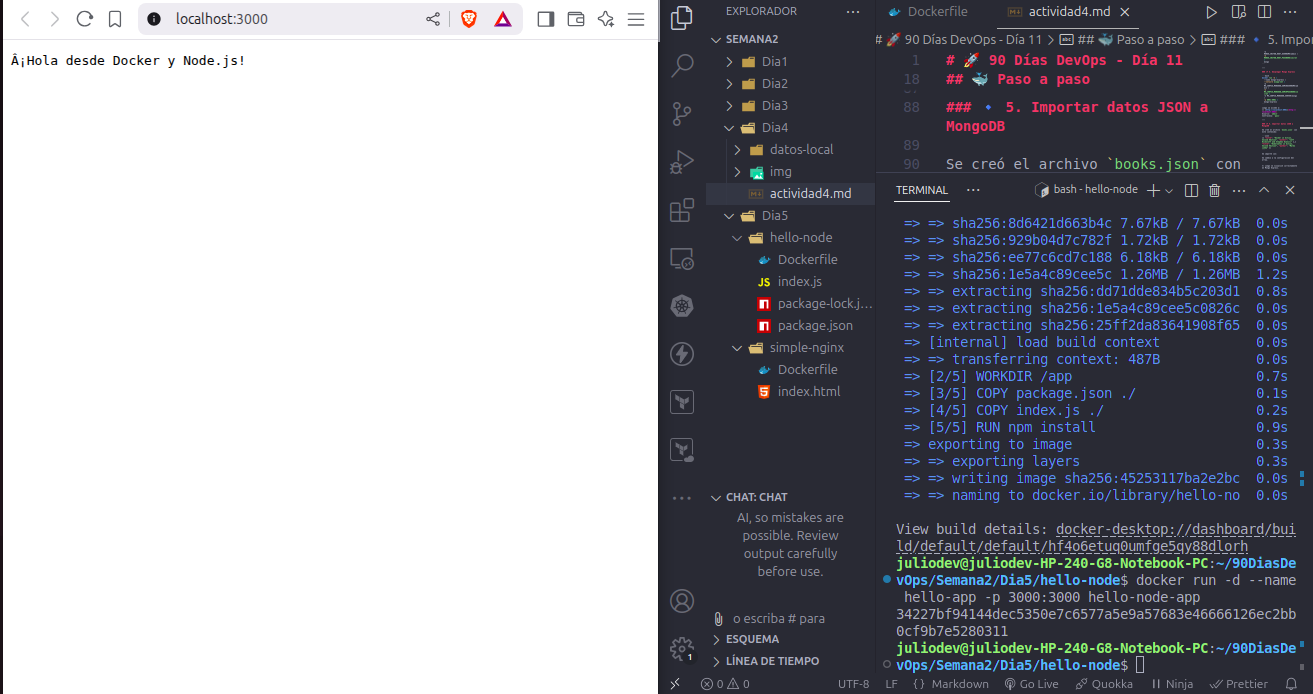 localhost:3000
Â¡Hola desde Docker y Node.js!
EXPLORADOR
SEMANA2
Dia1
Dia2
Dia3
Dia4
datos-local
img
actividad4.md
Dia5
hello-node
Dockerfile
index.js
package-lock.j...
package.json
simple-nginx
Dockerfile
index.html
CHAT: CHAT
AI, so mistakes are
possible. Review
output carefully
before use.
o escriba # para
ESQUEMA
LÍNEA DE TIEMPO
1
Dockerfile
actividad4.md
# 🚀 90 Días DevOps - Día 11 > ## 🐳 Paso a paso > ### 🔹 5. Impor
1 # 🚀 90 Días DevOps - Día 11
18 ## 🐳 Paso a paso
88 ### 🔹 5. Importar datos JSON a
MongoDB
89
90 Se creó el archivo `books.json` con
TERMINAL
bash - hello-node
=> => sha256:8d6421d663b4c 7.67kB / 7.67kB 0.0s
=> => sha256:929b04d7c782f 1.72kB / 1.72kB 0.0s
=> => sha256:ee77c6cd7c188 6.18kB / 6.18kB 0.0s
=> => sha256:1e5a4c89cee5c 1.26MB / 1.26MB 1.2s
=> => extracting sha256:dd71dde834b5c203d1 0.8s
=> => extracting sha256:1e5a4c89cee5c0826c 0.0s
=> => extracting sha256:25ff2da83641908f65 0.0s
=> [internal] load build context 0.0s
=> => transferring context: 487B 0.0s
=> [2/5] WORKDIR /app 0.7s
=> [3/5] COPY package.json ./ 0.1s
=> [4/5] COPY index.js ./ 0.2s
=> [5/5] RUN npm install 0.9s
=> exporting to image 0.3s
=> => exporting layers 0.3s
=> => writing image sha256:45253117ba2e2bc 0.0s
=> => naming to docker.io/library/hello-no 0.0s
View build details: docker-desktop://dashboard/bui
ld/default/default/hf4o6etuq0umfge5qy88dlorh
juliodev@juliodev-HP-240-G8-Notebook-PC:~/90DiasDe
vOps/Semana2/Dia5/hello-node$ docker run -d --name
hello-app -p 3000:3000 hello-node-app
34227bf94144dec5350e7c6577a5e9a57683e46666126ec2bb
0cf9b7e5280311
juliodev@juliodev-HP-240-G8-Notebook-PC:~/90DiasDe
vOps/Semana2/Dia5/hello-node$
0 0 UTF-8 LF {} Markdown Go Live Quokka Ninja Prettier